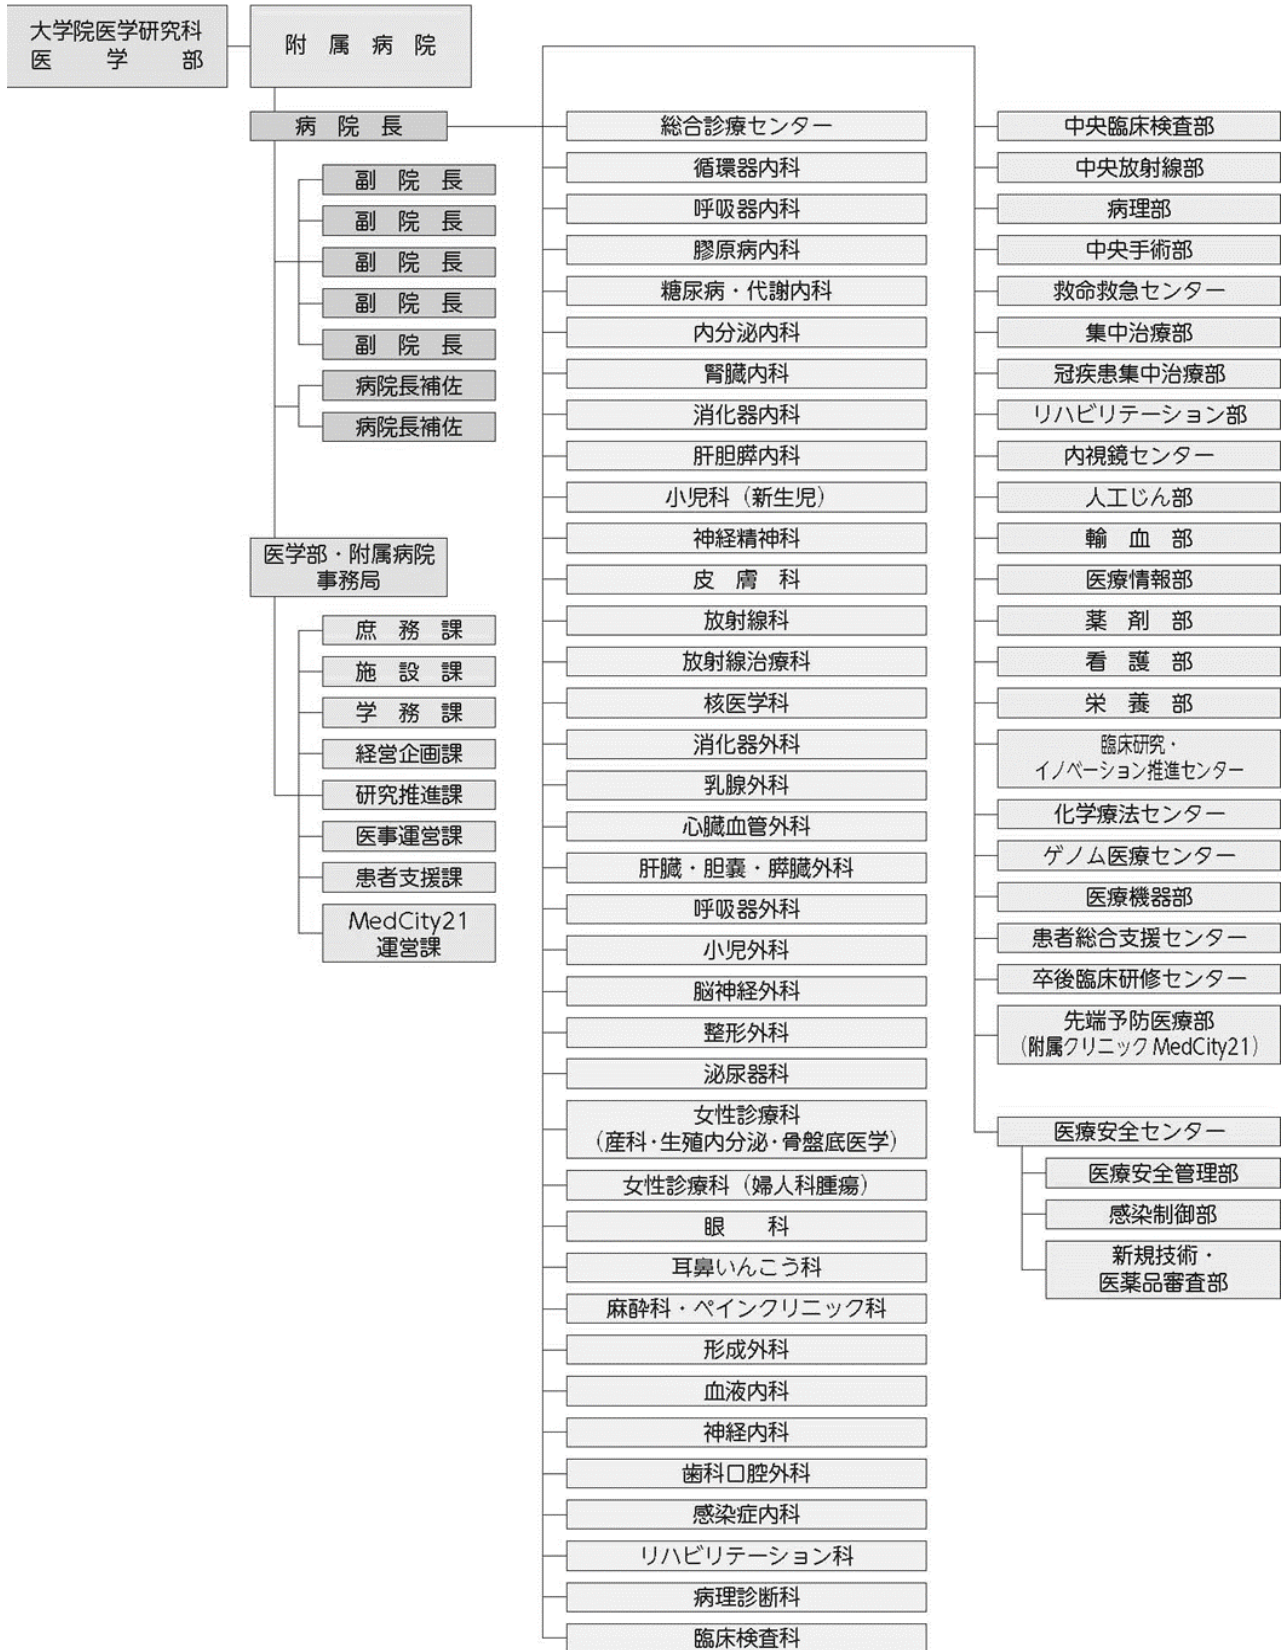 大学院医学研究科
医学部
附属病院
病院長
副院長
副院長
副院長
副院長
副院長
病院長補佐
病院長補佐
医学部・附属病院
事務局
庶務課
施設課
学務課
経営企画課
研究推進課
医事運営課
患者支援課
MedCity21
運営課
総合診療センター
循環器内科
呼吸器内科
膠原病内科
糖尿病・代謝内科
内分泌内科
腎臓内科
消化器内科
肝胆膵内科
小児科（新生児）
神経精神科
皮膚科
放射線科
放射線治療科
核医学科
消化器外科
乳腺外科
心臓血管外科
肝臓・胆嚢・膵臓外科
呼吸器外科
小児外科
脳神経外科
整形外科
泌尿器科
女性診療科
（産科・生殖内分泌・骨盤底医学）
女性診療科（婦人科腫瘍）
眼科
耳鼻いんこう科
麻酔科・ペインクリニック科
形成外科
血液内科
神経内科
歯科口腔外科
感染症内科
リハビリテーション科
病理診断科
臨床検査科
中央臨床検査部
中央放射線部
病理部
中央手術部
救命救急センター
集中治療部
冠疾患集中治療部
リハビリテーション部
内視鏡センター
人工じん部
輸血部
医療情報部
薬剤部
看護部
栄養部
臨床研究・
イノベーション推進センター
化学療法センター
ゲノム医療センター
医療機器部
患者総合支援センター
卒後臨床研修センター
先端予防医療部
（附属クリニック MedCity21）
医療安全センター
医療安全管理部
感染制御部
新規技術・
医薬品審査部